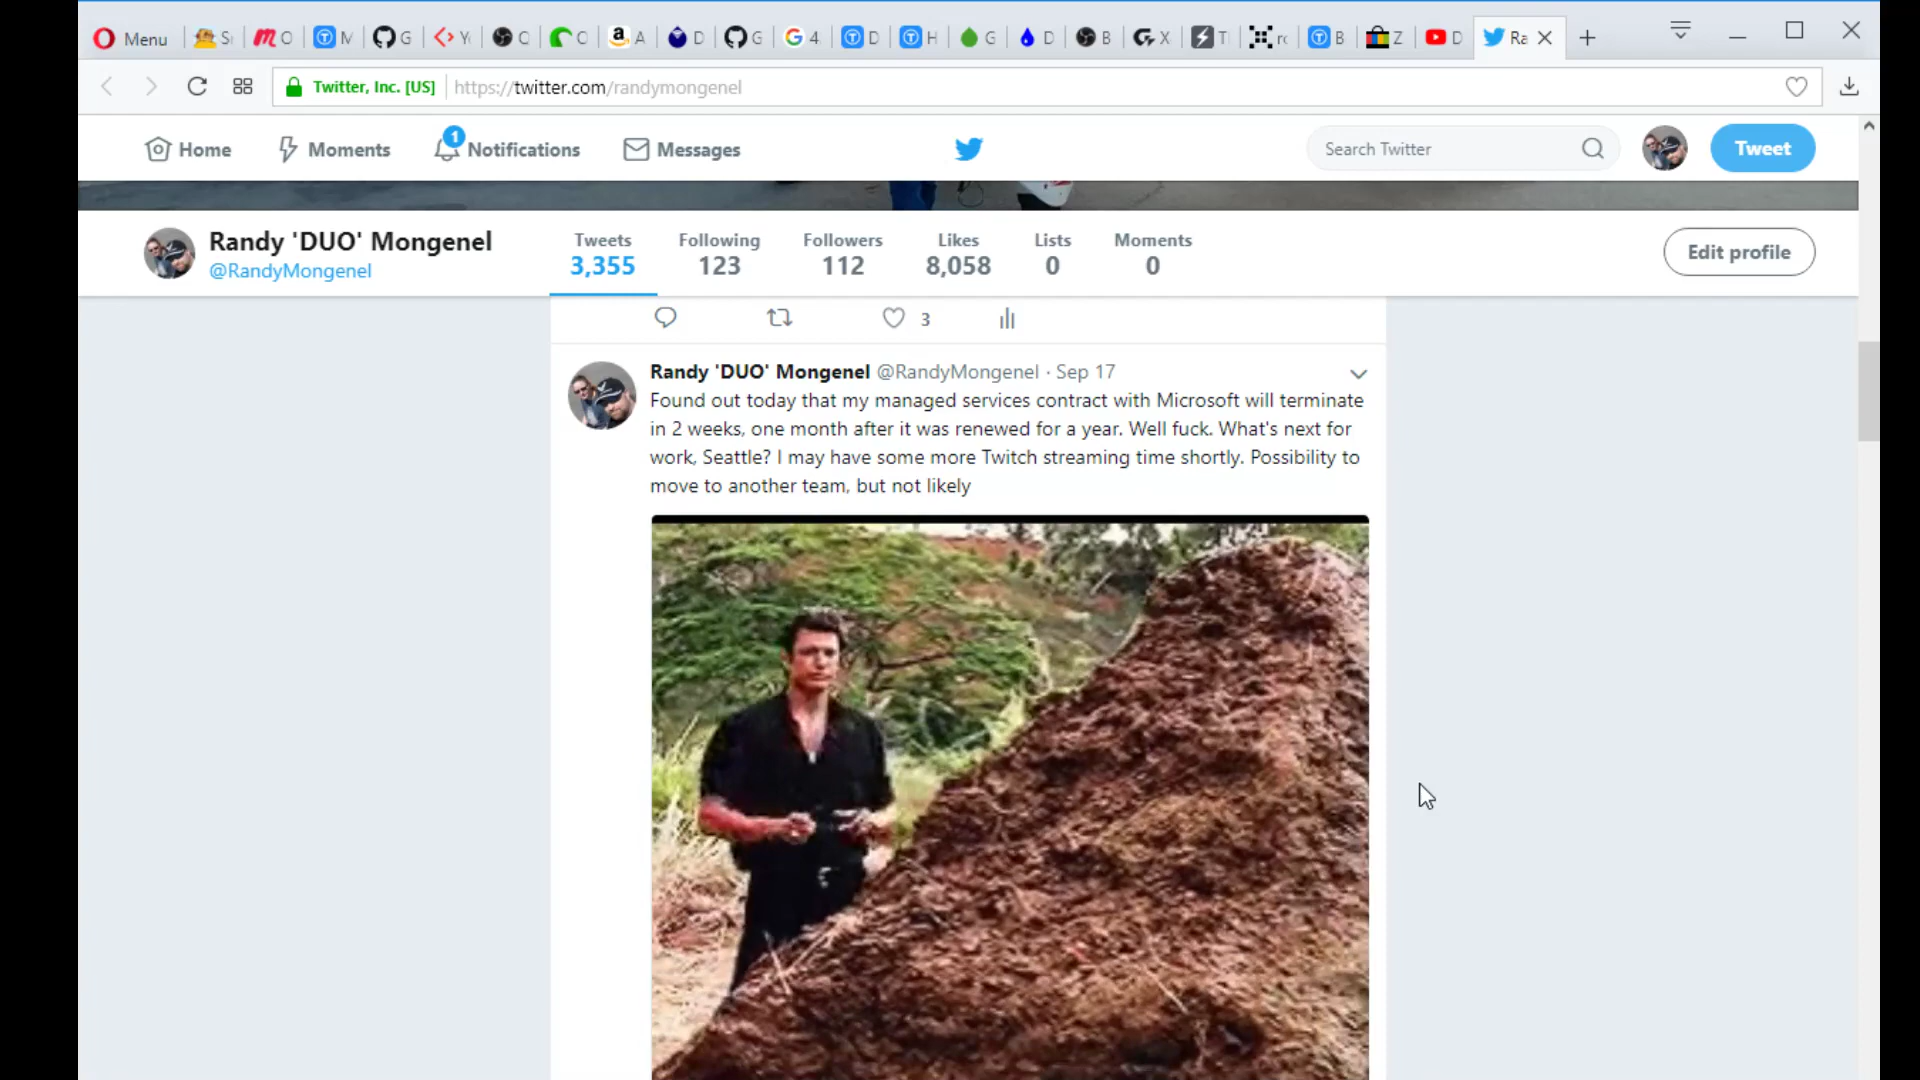 Menu S M O M G Y O C A D G 4 D H G D B X T rc B Z D Ra
Twitter, Inc. [US] https://twitter.com/randymongenel
Home Moments 1 Notifications Messages Search Twitter Tweet
Randy 'DUO' Mongenel
@RandyMongenel
Tweets Following Followers Likes Lists Moments
3,355 123 112 8,058 0 0
Edit profile
3
Randy 'DUO' Mongenel @RandyMongenel · Sep 17
Found out today that my managed services contract with Microsoft will terminate
in 2 weeks, one month after it was renewed for a year. Well fuck. What's next for
work, Seattle? I may have some more Twitch streaming time shortly. Possibility to
move to another team, but not likely